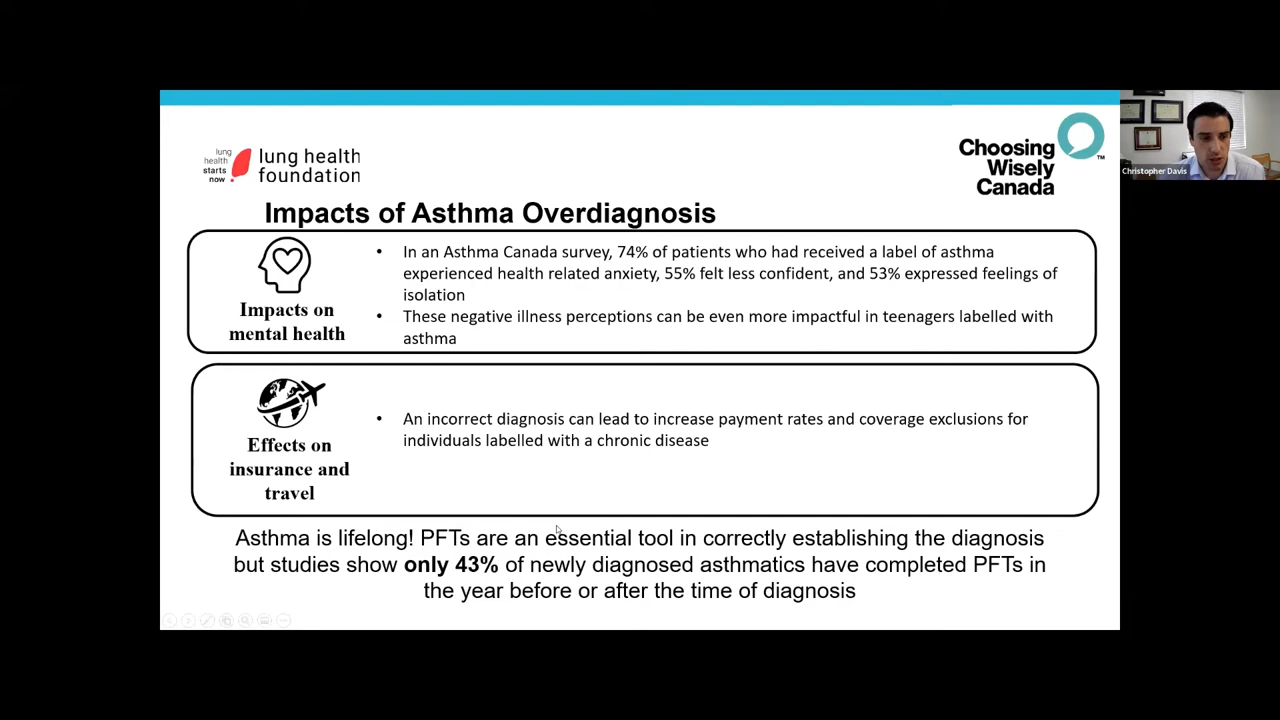 lung
health
starts
now
lung health
foundation
Choosing
Wisely
Canada
TM
Christopher Davis
Impacts of Asthma Overdiagnosis
Impacts on
mental health
• In an Asthma Canada survey, 74% of patients who had received a label of asthma
experienced health related anxiety, 55% felt less confident, and 53% expressed feelings of
isolation
• These negative illness perceptions can be even more impactful in teenagers labelled with
asthma
Effects on
insurance and
travel
• An incorrect diagnosis can lead to increase payment rates and coverage exclusions for
individuals labelled with a chronic disease
Asthma is lifelong! PFTs are an essential tool in correctly establishing the diagnosis
but studies show only 43% of newly diagnosed asthmatics have completed PFTs in
the year before or after the time of diagnosis